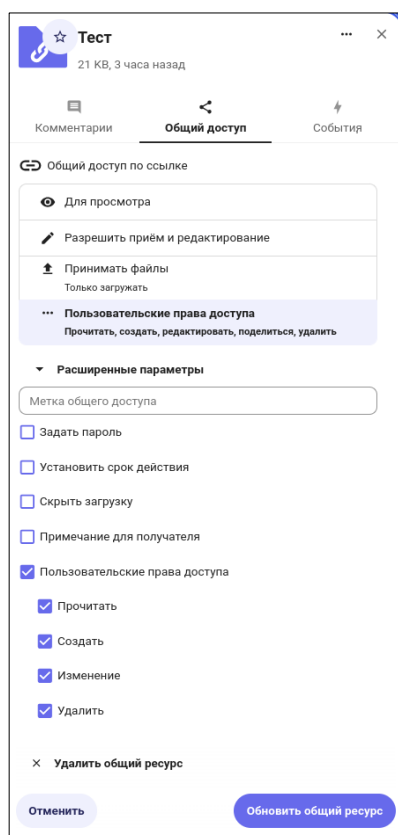 Тест
21 KB, 3 часа назад
Комментарии
Общий доступ
События
Общий доступ по ссылке
Для просмотра
Разрешить приём и редактирование
Принимать файлы
Только загружать
Пользовательские права доступа
Прочитать, создать, редактировать, поделиться, удалить
Расширенные параметры
Метка общего доступа
Задать пароль
Установить срок действия
Скрыть загрузку
Примечание для получателя
Пользовательские права доступа
Прочитать
Создать
Изменение
Удалить
Удалить общий ресурс
Отменить
Обновить общий ресурс